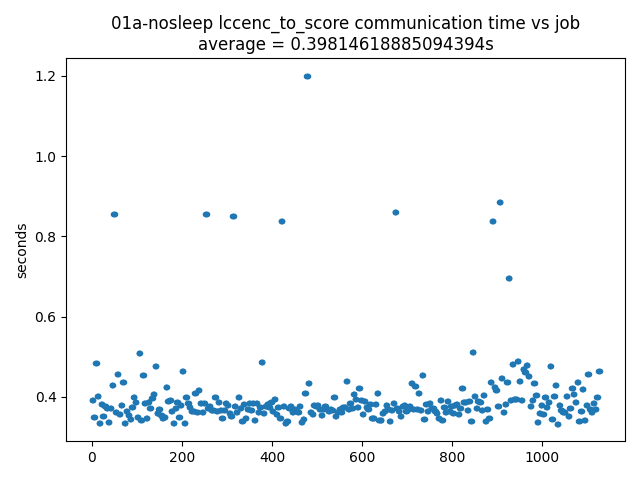 01a-nosleep lccenc_to_score communication time vs job
average = 0.39814618885094394s
1.2
1.0
0.8
0.6
0.4
seconds
0 200 400 600 800 1000